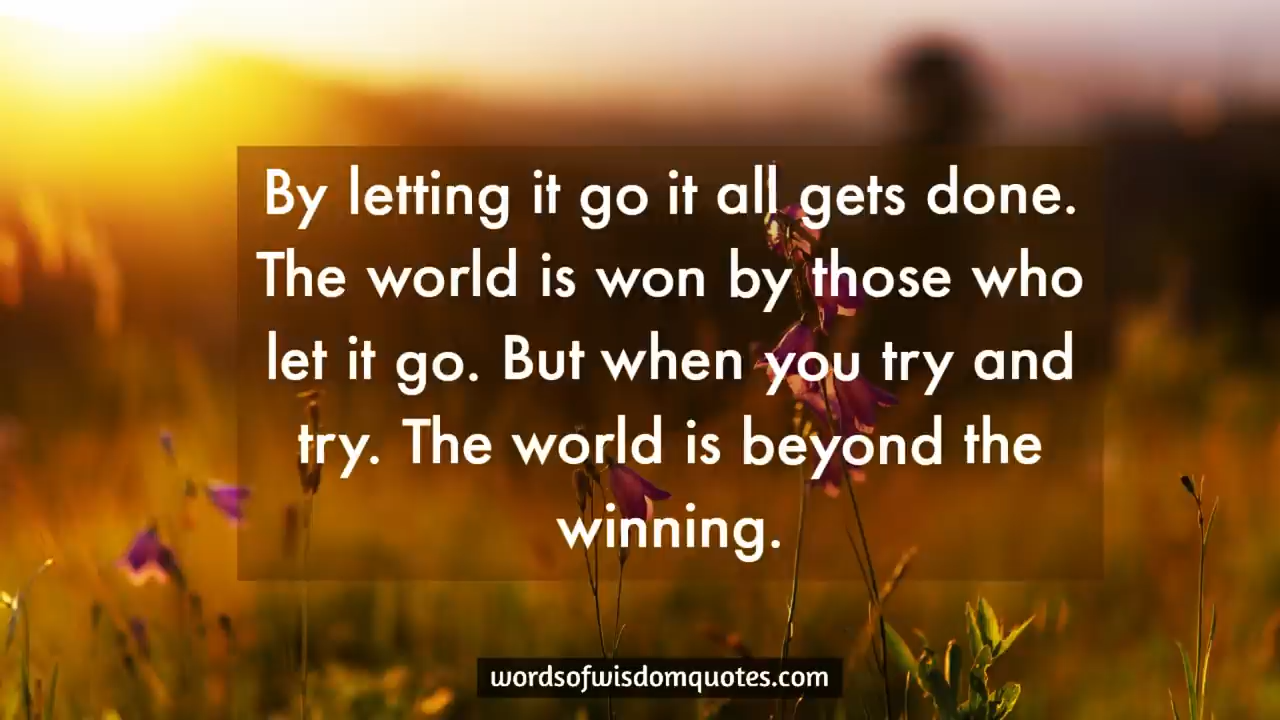 By letting it go it all gets done.
The world is won by those who
let it go. But when you try and
try. The world is beyond the
winning.
wordsofwisdomquotes.com